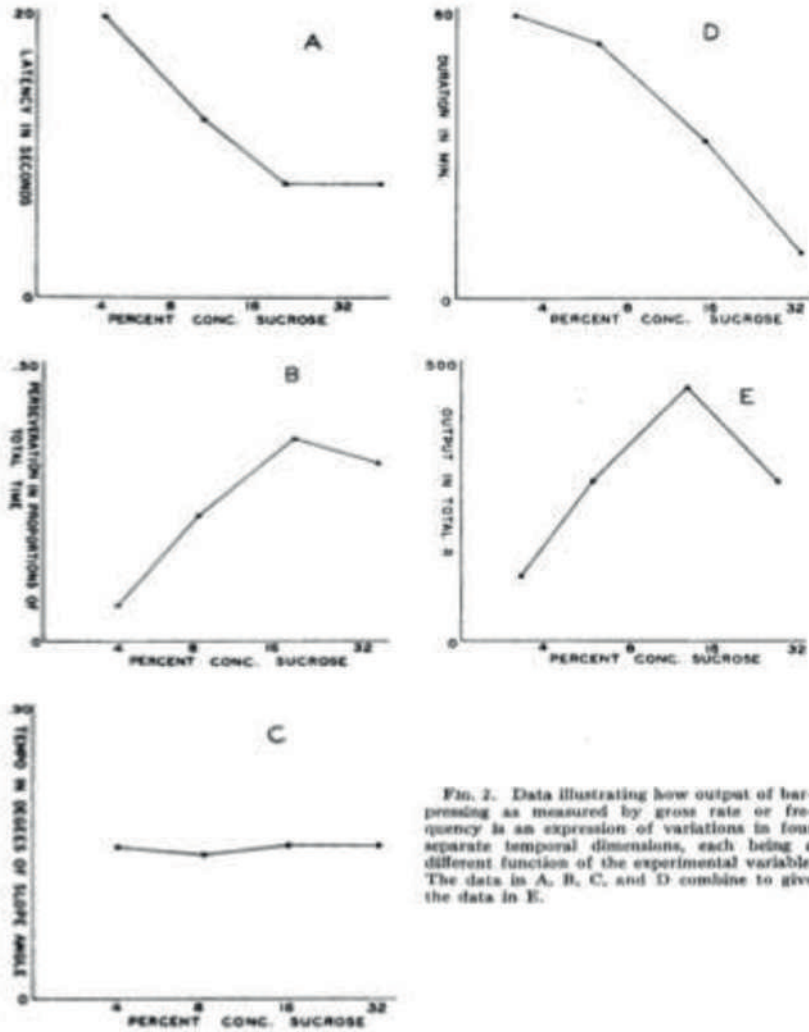 20
A
LATENCY IN SECONDS
0
4 8 16 32
PERCENT CONC. SUCROSE
60
D
DURATION IN MIN.
0
4 8 16 32
PERCENT CONC. SUCROSE
.50
B
PERSEVERATION IN PROPORTIONS OF
TOTAL TIME
0
4 8 16 32
PERCENT CONC. SUCROSE
500
E
OUTPUT IN TOTAL R
0
4 8 16 32
PERCENT CONC. SUCROSE
C
TEMPO IN DEGEES OF SLOPE ANGLE
0
4 8 16 32
PERCENT CONC. SUCROSE
FIG. 2. Data illustrating how output of bar-
pressing as measured by gross rate or fre-
quency is an expression of variations in four
separate temporal dimensions, each being a
different function of the experimental variable.
The data in A, B, C, and D combine to give
the data in E.